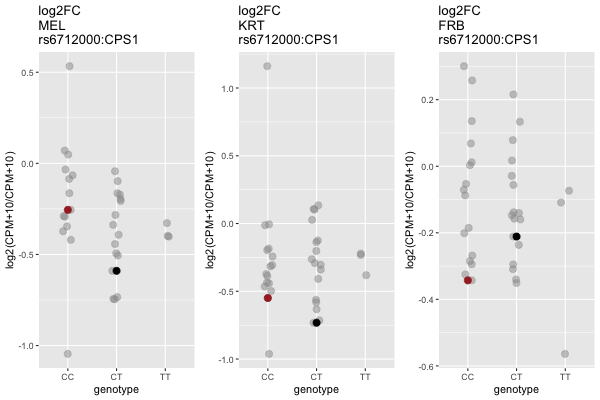 log2FC
MEL
rs6712000:CPS1
log2(CPM+10/CPM+10)
0.5
0.0
-0.5
-1.0
CC
CT
TT
genotype
log2FC
KRT
rs6712000:CPS1
log2(CPM+10/CPM+10)
1.0
0.5
0.0
-0.5
-1.0
CC
CT
TT
genotype
log2FC
FRB
rs6712000:CPS1
log2(CPM+10/CPM+10)
0.2
0.0
-0.2
-0.4
-0.6
CC
CT
TT
genotype